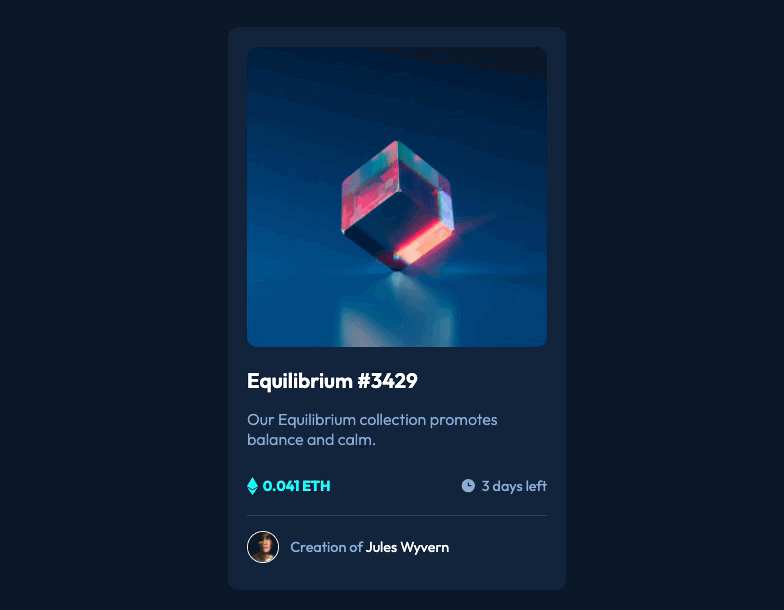 Equilibrium #3429
Our Equilibrium collection promotes
balance and calm.
0.041 ETH
3 days left
Creation of Jules Wyvern